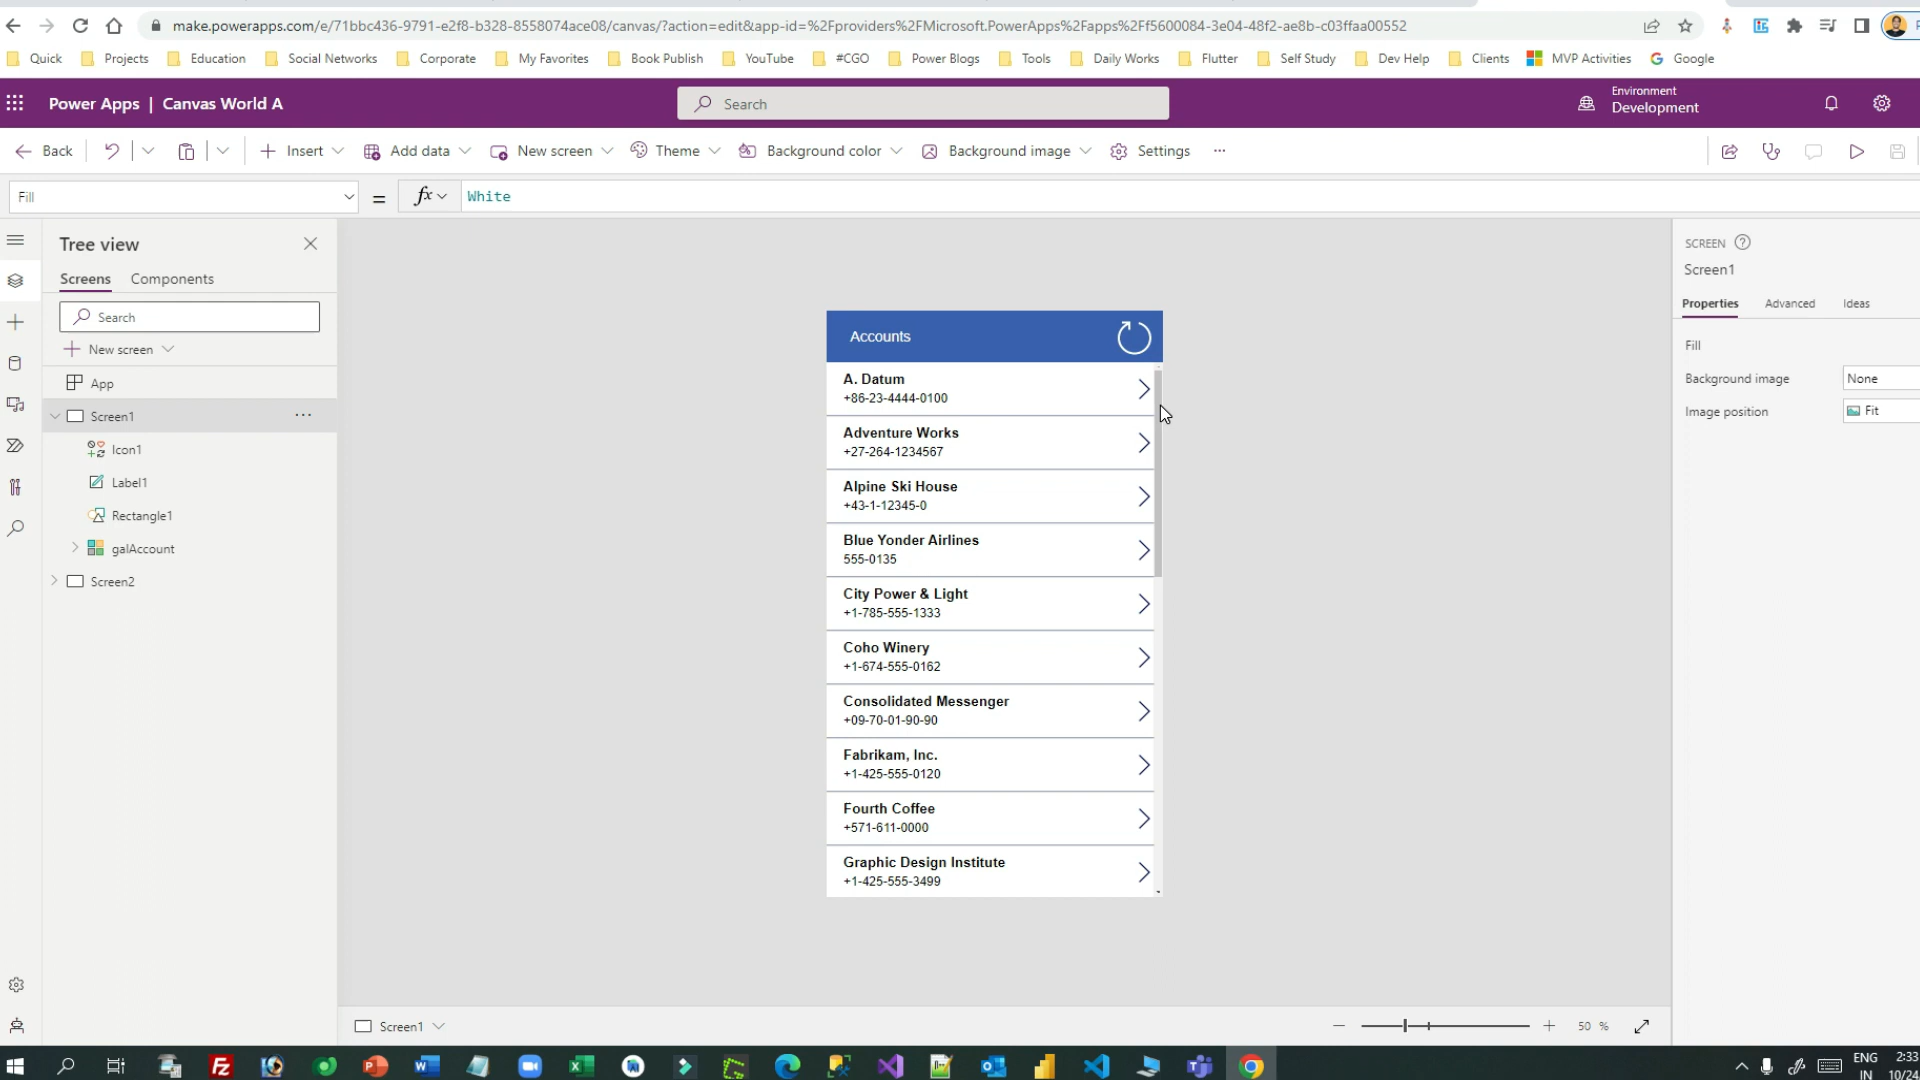 make.powerapps.com/e/71bbc436-9791-e2f8-b328-8558074ace08/canvas/?action=edit&app-id=%2Fproviders%2FMicrosoft.PowerApps%2Fapps%2Ff5600084-3e04-48f2-ae8b-c03ffaa00552
Quick Projects Education Social Networks Corporate My Favorites Book Publish YouTube #CGO Power Blogs Tools Daily Works Flutter Self Study Dev Help Clients MVP Activities Google
Power Apps | Canvas World A
Search
Environment
Development
Back Insert Add data New screen Theme Background color Background image Settings ...
Fill = fx White
Tree view
Screens Components
Search
New screen
App
Screen1 ...
Icon1
Label1
Rectangle1
galAccount
Screen2
Accounts
A. Datum
+86-23-4444-0100
Adventure Works
+27-264-1234567
Alpine Ski House
+43-1-12345-0
Blue Yonder Airlines
555-0135
City Power & Light
+1-785-555-1333
Coho Winery
+1-674-555-0162
Consolidated Messenger
+09-70-01-90-90
Fabrikam, Inc.
+1-425-555-0120
Fourth Coffee
+571-611-0000
Graphic Design Institute
+1-425-555-3499
SCREEN
Screen1
Properties Advanced Ideas
Fill
Background image None
Image position Fit
Screen1
50 %
ENG 2:33
IN 10/24